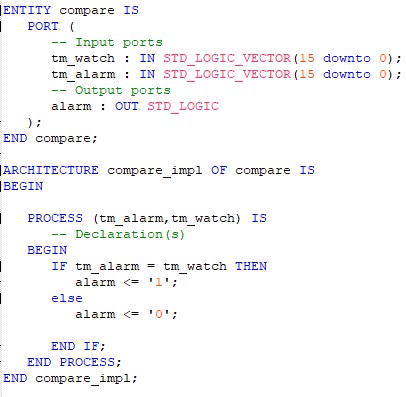 ENTITY compare IS
PORT (
-- Input ports
tm_watch : IN STD_LOGIC_VECTOR(15 downto 0);
tm_alarm : IN STD_LOGIC_VECTOR(15 downto 0);
-- Output ports
alarm : OUT STD_LOGIC
);
END compare;
ARCHITECTURE compare_impl OF compare IS
BEGIN
PROCESS (tm_alarm,tm_watch) IS
-- Declaration(s)
BEGIN
IF tm_alarm = tm_watch THEN
alarm <= '1';
else
alarm <= '0';
END IF;
END PROCESS;
END compare_impl;